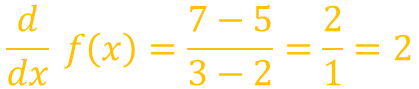 d/dx f(x) = (7 − 5)/(3 − 2) = 2/1 = 2